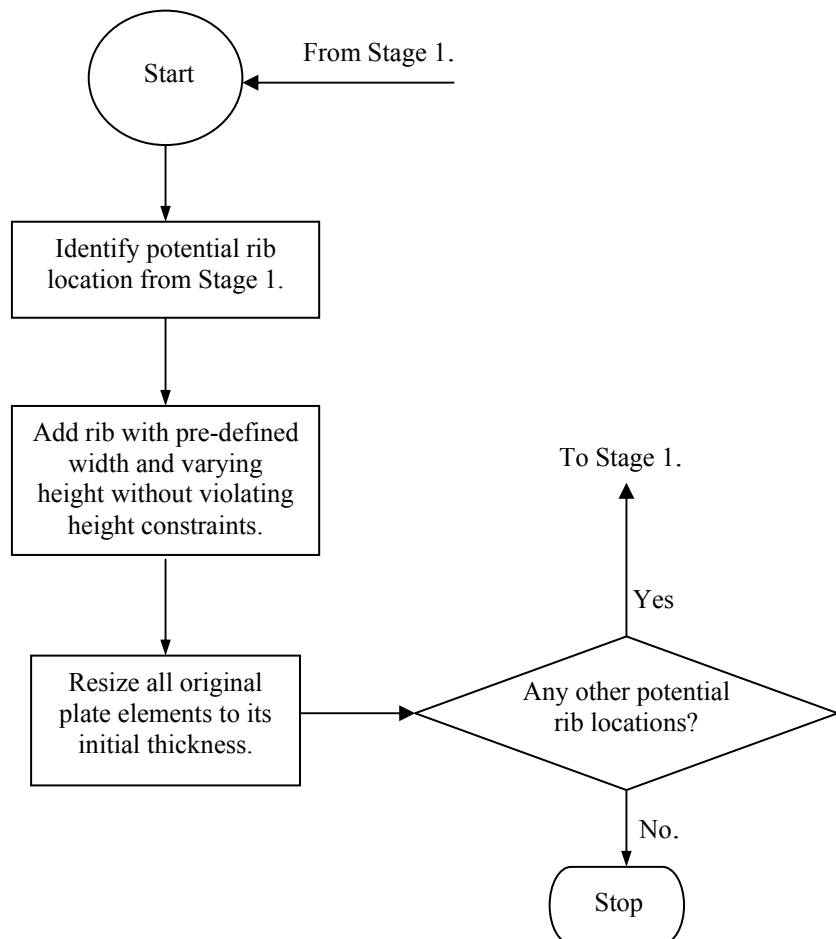 From Stage 1.
Start
Identify potential rib
location from Stage 1.
Add rib with pre-defined
width and varying
height without violating
height constraints.
To Stage 1.
Yes
Resize all original
plate elements to its
initial thickness.
Any other potential
rib locations?
No.
Stop